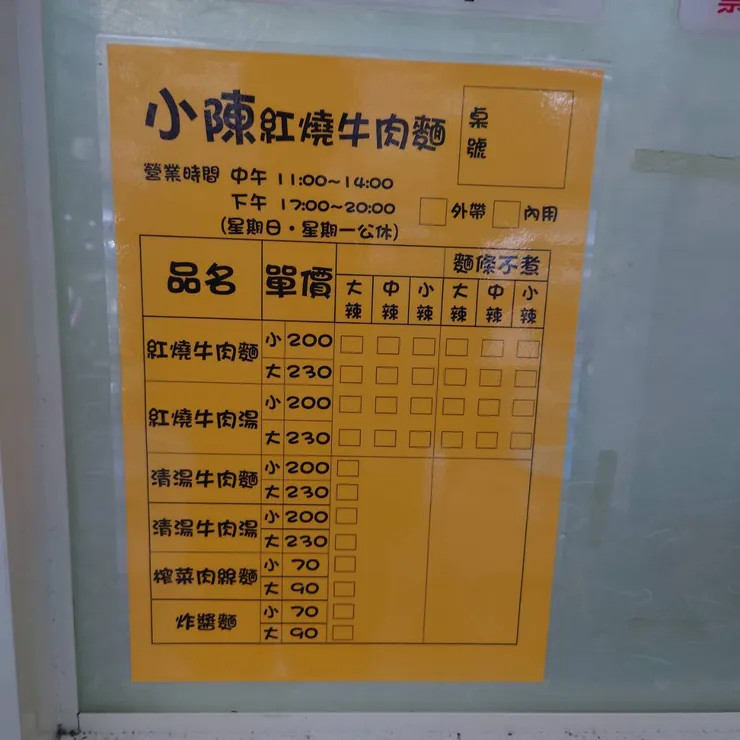 小陳紅燒牛肉麵
桌號
營業時間 中午 11:00~14:00
下午 17:00~20:00
(星期日・星期一公休)
外帶 內用
品名 單價 麵條不煮
大辣 中辣 小辣 大辣 中辣 小辣
紅燒牛肉麵 小 200
大 230
紅燒牛肉湯 小 200
大 230
清湯牛肉麵 小 200
大 230
清湯牛肉湯 小 200
大 230
榨菜肉絲麵 小 70
大 90
炸醬麵 小 70
大 90